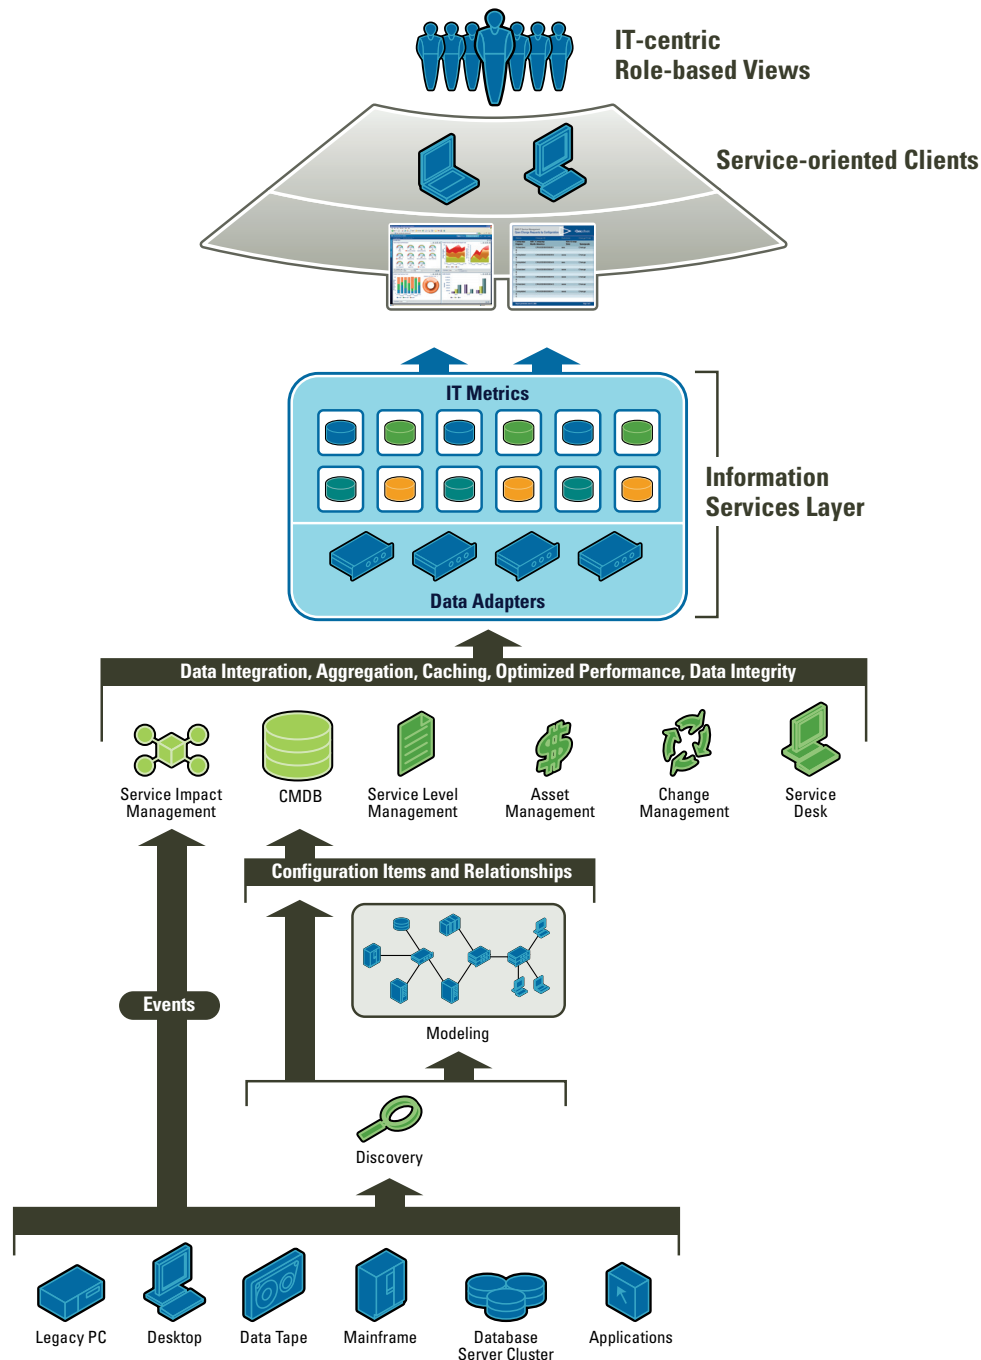 IT-centric
Role-based Views
Service-oriented Clients
IT Metrics
Information
Services Layer
Data Adapters
Data Integration, Aggregation, Caching, Optimized Performance, Data Integrity
Service Impact
Management
CMDB
Service Level
Management
Asset
Management
Change
Management
Service
Desk
Configuration Items and Relationships
Events
Modeling
Discovery
Legacy PC
Desktop
Data Tape
Mainframe
Database
Server Cluster
Applications